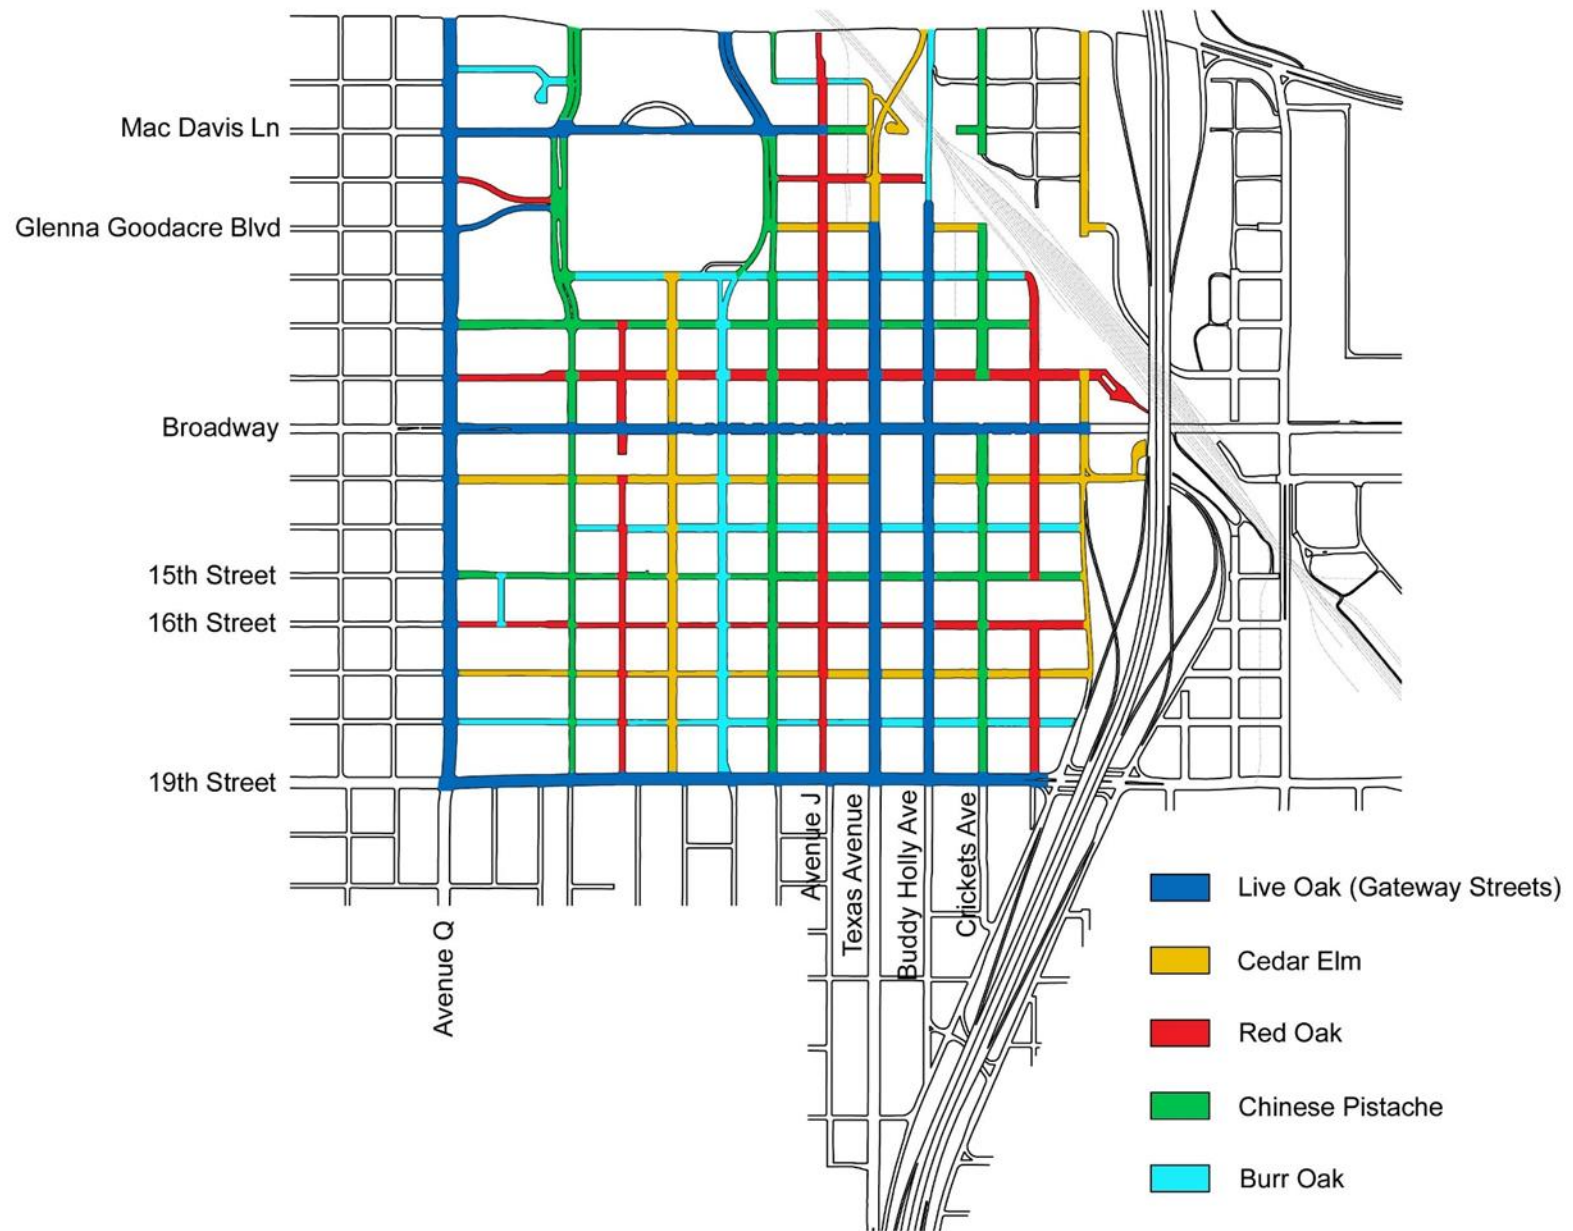 Mac Davis Ln
Glenna Goodacre Blvd
Broadway
15th Street
16th Street
19th Street
Avenue Q
Avenue J
Texas Avenue
Buddy Holly Ave
Crickets Ave
Live Oak (Gateway Streets)
Cedar Elm
Red Oak
Chinese Pistache
Burr Oak